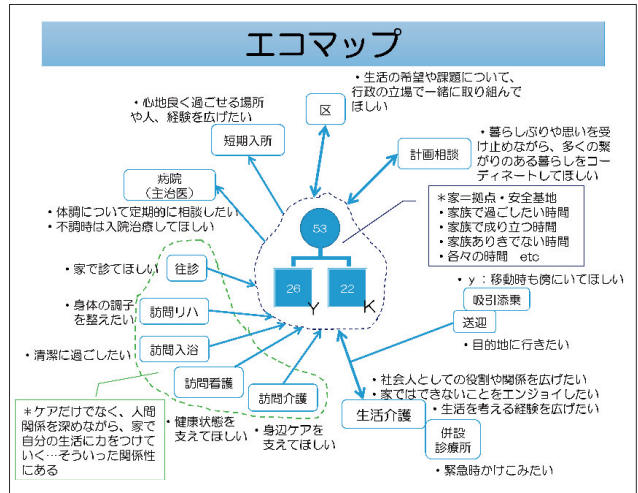 エコマップ
・生活の希望や課題について、
行政の立場で一緒に取り組んで
ほしい
区
・心地良く過ごせる場所
や人、経験を広げたい
短期入所
計画相談
・暮らしぶりや思いを受
け止めながら、多くの繋
がりのある暮らしをコー
ディネートしてほしい
病院
（主治医）
・体調について定期的に相談したい
・不調時は入院治療してほしい
＊家＝拠点・安全基地
・家族で過ごしたい時間
・家族で成り立つ時間
・家族ありきでない時間
・各々の時間 etc
53
26
Y
22
K
・家で診てほしい
往診
・身体の調子
を整えたい
訪問リハ
・清潔に過ごしたい
訪問入浴
訪問看護
・健康状態を
支えてほしい
訪問介護
・身辺ケアを
支えてほしい
＊ケアだけでなく、人間
関係を深めながら、家で
自分の生活に力をつけて
いく…そういった関係性
にある
・y：移動時も傍にいてほしい
吸引添乗
送迎
・目的地に行きたい
・社会人としての役割や関係を広げたい
・家ではできないことをエンジョイしたい
・生活を考える経験を広げたい
生活介護
併設
診療所
・緊急時かけこみたい